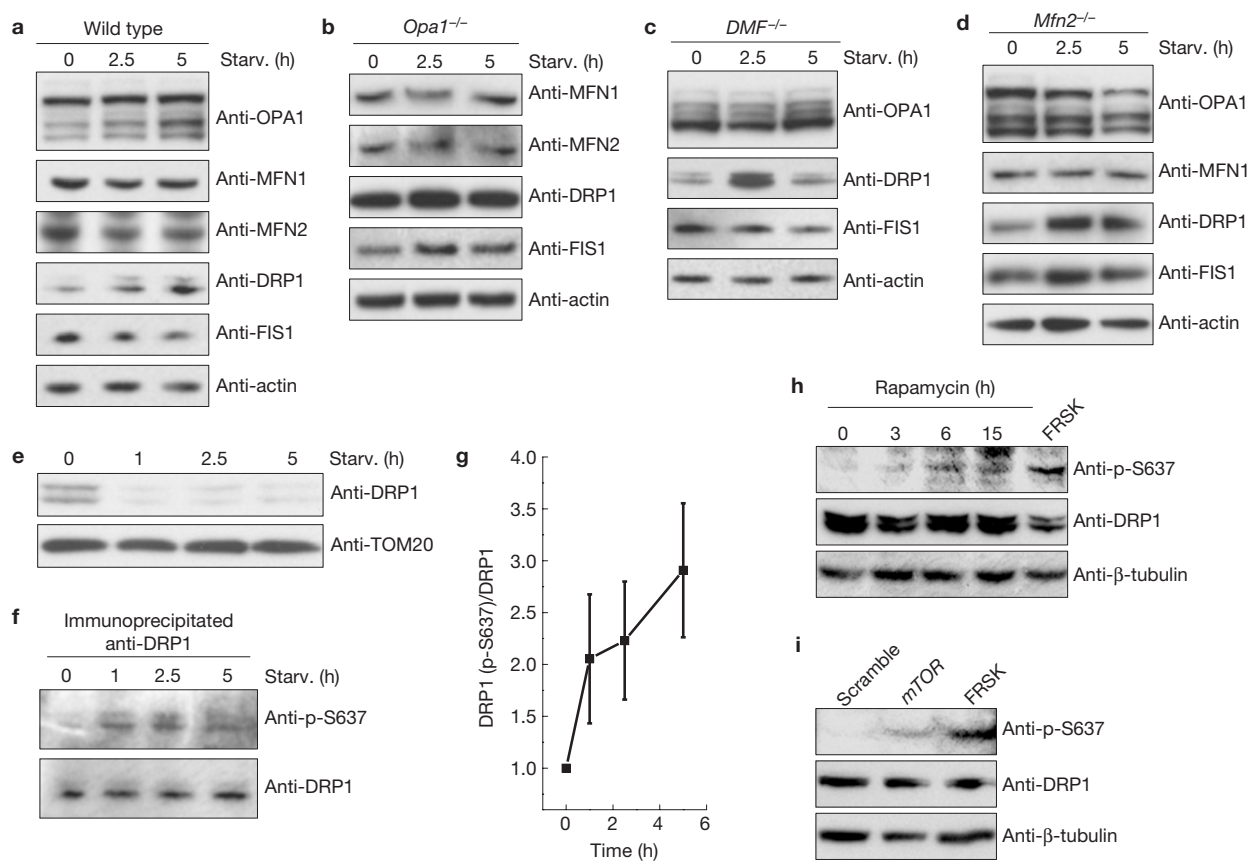 a Wild type
0 2.5 5 Starv. (h)
Anti-OPA1
Anti-MFN1
Anti-MFN2
Anti-DRP1
Anti-FIS1
Anti-actin
b Opa1–/–
0 2.5 5 Starv. (h)
Anti-MFN1
Anti-MFN2
Anti-DRP1
Anti-FIS1
Anti-actin
c DMF–/–
0 2.5 5 Starv. (h)
Anti-OPA1
Anti-DRP1
Anti-FIS1
Anti-actin
d Mfn2–/–
0 2.5 5 Starv. (h)
Anti-OPA1
Anti-MFN1
Anti-DRP1
Anti-FIS1
Anti-actin
e 0 1 2.5 5 Starv. (h)
Anti-DRP1
Anti-TOM20
f Immunoprecipitated
anti-DRP1
0 1 2.5 5 Starv. (h)
Anti-p-S637
Anti-DRP1
g
DRP1 (p-S637)/DRP1
4.0
3.5
3.0
2.5
2.0
1.5
1.0
0 2 4 6
Time (h)
h Rapamycin (h)
0 3 6 15 FRSK
Anti-p-S637
Anti-DRP1
Anti-β-tubulin
i
Scramble mTOR FRSK
Anti-p-S637
Anti-DRP1
Anti-β-tubulin